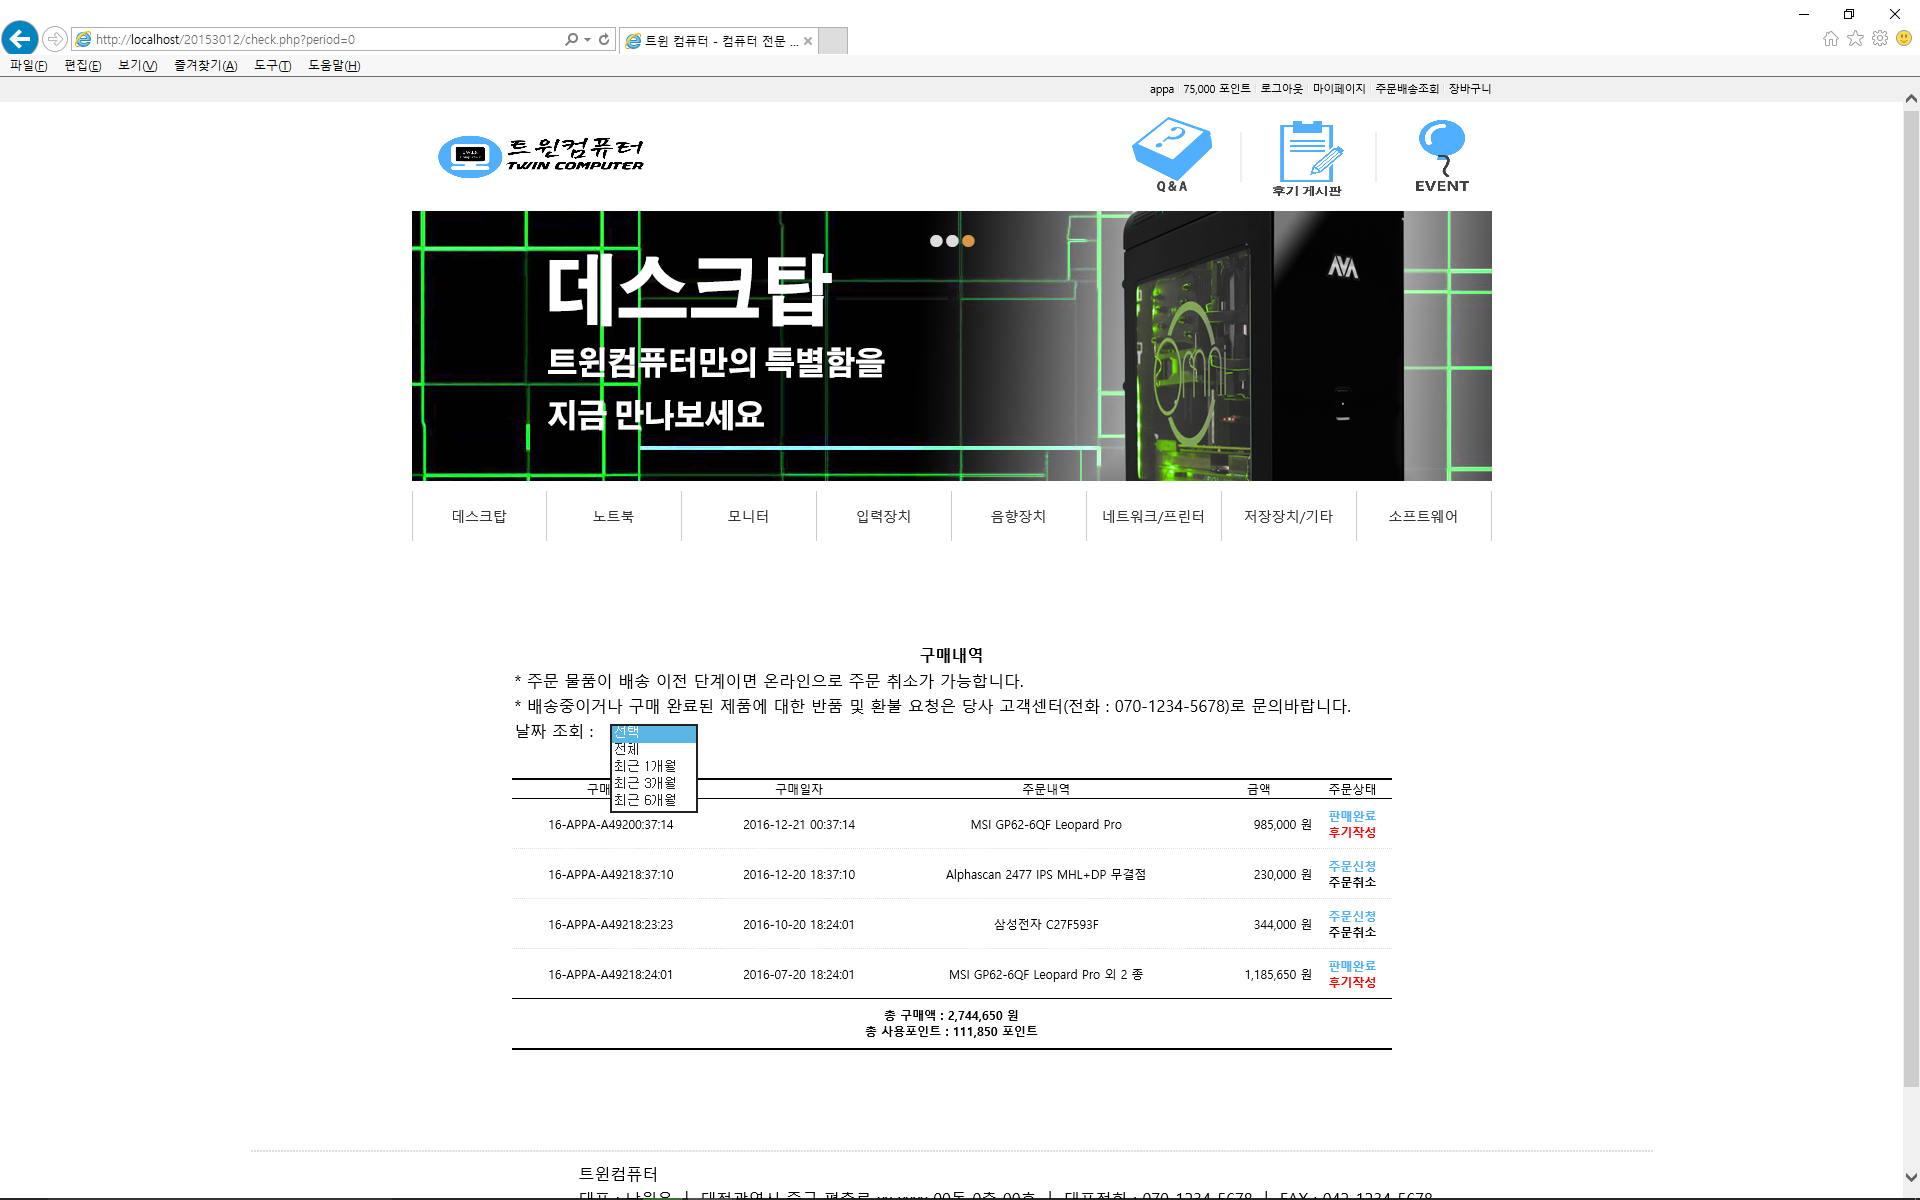 http://localhost/20153012/check.php?period=0
트윈 컴퓨터 - 컴퓨터 전문 ...
파일(F) 편집(E) 보기(V) 즐겨찾기(A) 도구(T) 도움말(H)
appa 75,000 포인트 로그아웃 마이페이지 주문배송조회 장바구니
트윈컴퓨터
TWIN COMPUTER
Q&A
후기 게시판
EVENT
데스크탑
트윈컴퓨터만의 특별함을
지금 만나보세요
AVA
데스크탑 노트북 모니터 입력장치 음향장치 네트워크/프린터 저장장치/기타 소프트웨어
구매내역
* 주문 물품이 배송 이전 단계이면 온라인으로 주문 취소가 가능합니다.
* 배송중이거나 구매 완료된 제품에 대한 반품 및 환불 요청은 당사 고객센터(전화 : 070-1234-5678)로 문의바랍니다.
날짜 조회 : 선택
전체
최근 1개월
최근 3개월
최근 6개월
구매 구매일자 주문내역 금액 주문상태
16-APPA-A49200:37:14 2016-12-21 00:37:14 MSI GP62-6QF Leopard Pro 985,000 원 판매완료
후기작성
16-APPA-A49218:37:10 2016-12-20 18:37:10 Alphascan 2477 IPS MHL+DP 무결점 230,000 원 주문신청
주문취소
16-APPA-A49218:23:23 2016-10-20 18:24:01 삼성전자 C27F593F 344,000 원 주문신청
주문취소
16-APPA-A49218:24:01 2016-07-20 18:24:01 MSI GP62-6QF Leopard Pro 외 2 종 1,185,650 원 판매완료
후기작성
총 구매액 : 2,744,650 원
총 사용포인트 : 111,850 포인트
트윈컴퓨터